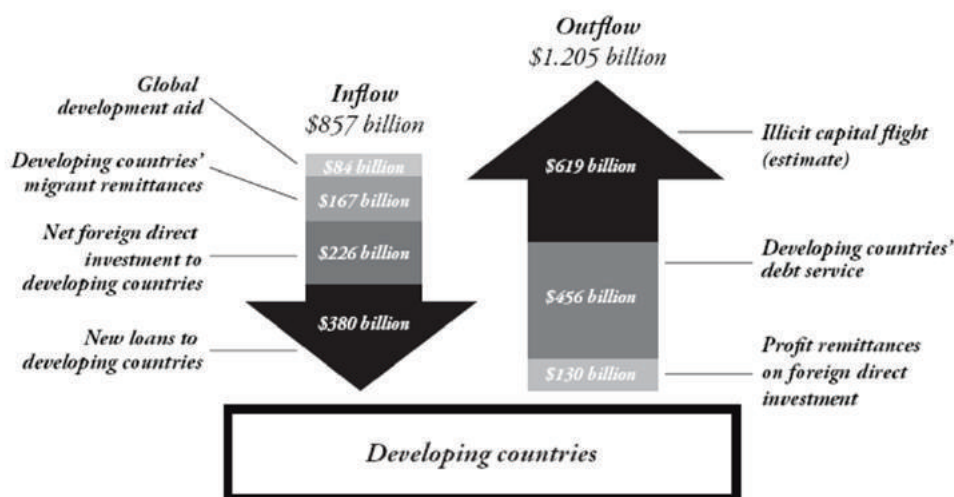 Outflow
$1.205 billion
Inflow
$857 billion
Global
development aid
Developing countries’
migrant remittances
Net foreign direct
investment to
developing countries
New loans to
developing countries
$84 billion
$167 billion
$226 billion
$380 billion
$619 billion
$456 billion
$130 billion
Illicit capital flight
(estimate)
Developing countries’
debt service
Profit remittances
on foreign direct
investment
Developing countries